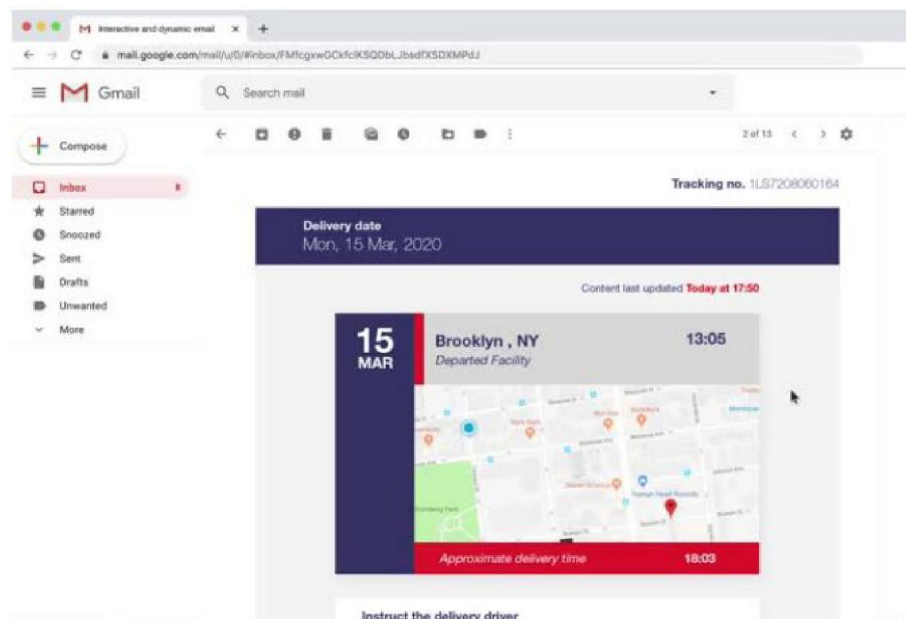 Interactive and dynamic email
mail.google.com/mail/u/0/#inbox/FMfcgxwGCkfclKSQDbLJbsdfXSDXMPdJ
Gmail
Search mail
Compose
2 of 13
Inbox 8
Starred
Snoozed
Sent
Drafts
Unwanted
More
Tracking no. 1LS7208060164
Delivery date
Mon, 15 Mar, 2020
Content last updated Today at 17:50
15
MAR
Brooklyn , NY
13:05
Departed Facility
Approximate delivery time
18:03
Instruct the delivery driver